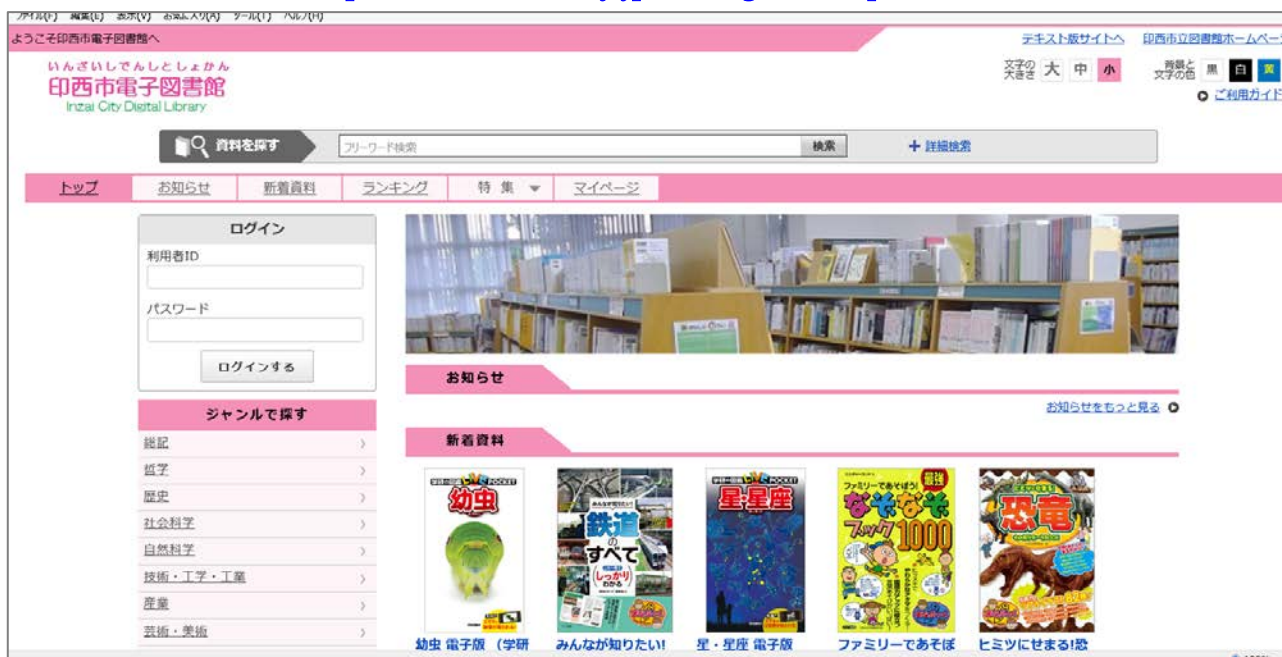 ファイル(F) 編集(E) 表示(V) お気に入り(A) ツール(T) ヘルプ(H)
ようこそ印西市電子図書館へ
テキスト版サイトへ 印西市立図書館ホームペー
いんざいしでんしとしょかん
印西市電子図書館
Inzai City Digital Library
文字の大きさ 大 中 小 背景と文字の色 黒 白 黄
ご利用ガイド
資料を探す フリーワード検索 検索 + 詳細検索
トップ お知らせ 新着資料 ランキング 特集 マイページ
ログイン
利用者ID
パスワード
ログインする
お知らせ
お知らせをもっと見る
ジャンルで探す
総記
哲学
歴史
社会科学
自然科学
技術・工学・工業
産業
芸術・美術
新着資料
POCKET
幼虫
みんなが知りたい!
鉄道
の
すべて
しっかり
わかる
POCKET
星・星座
ファミリーであそぼう!
最強
なぞなぞ
ブック1000
恐竜
幼虫 電子版 (学研
みんなが知りたい!
星・星座 電子版
ファミリーであそぼ
ヒミツにせまる!恐